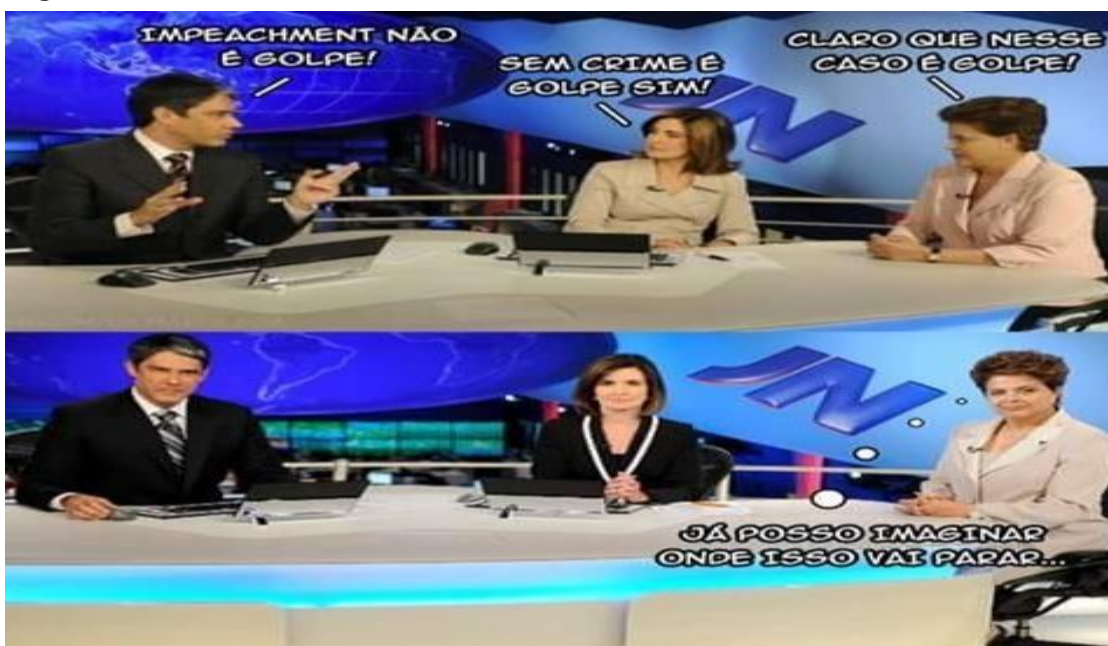 IMPEACHMENT NÃO
É GOLPE!
SEM CRIME É
GOLPE SIM!
CLARO QUE NESSE
CASO É GOLPE!
JN
JN
JÁ POSSO IMAGINAR
ONDE ISSO VAI PARAR...